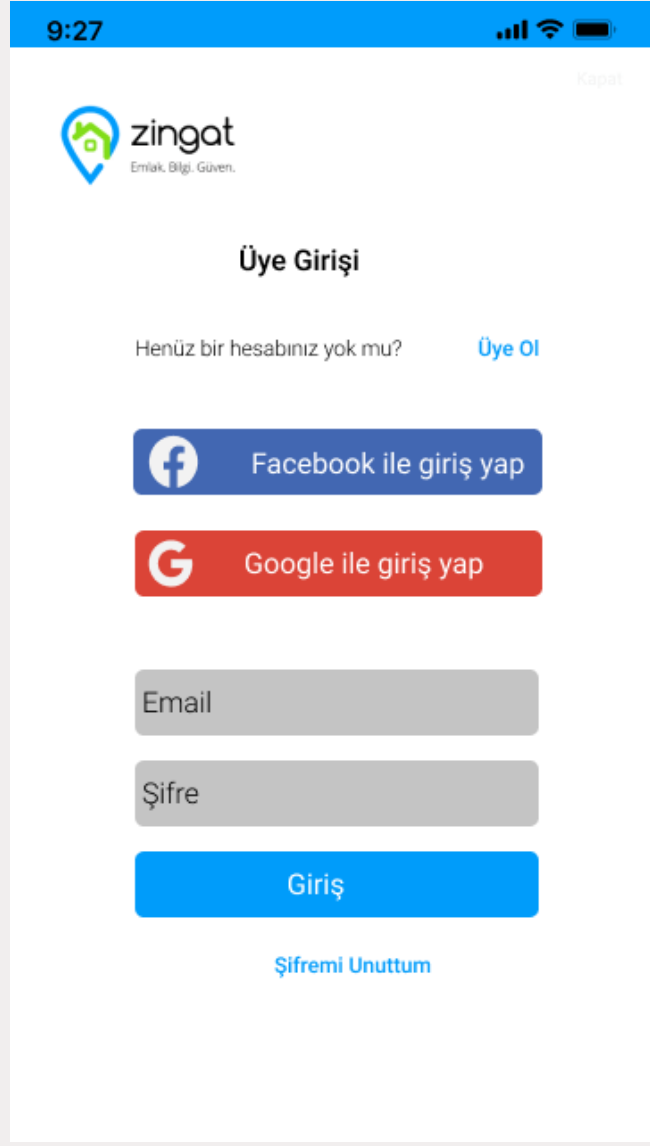 9:27
Kapat
zingat
Emlak. Bilgi. Güven.
Üye Girişi
Henüz bir hesabınız yok mu? Üye Ol
Facebook ile giriş yap
Google ile giriş yap
Email
Şifre
Giriş
Şifremi Unuttum